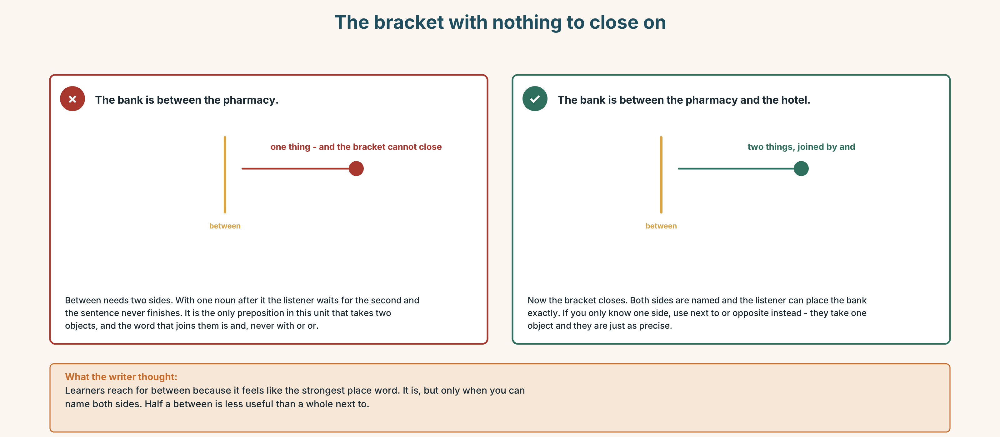 The bracket with nothing to close on
The bank is between the pharmacy.
one thing - and the bracket cannot close
between
Between needs two sides. With one noun after it the listener waits for the second and
the sentence never finishes. It is the only preposition in this unit that takes two
objects, and the word that joins them is and, never with or or.
The bank is between the pharmacy and the hotel.
two things, joined by and
between
Now the bracket closes. Both sides are named and the listener can place the bank
exactly. If you only know one side, use next to or opposite instead - they take one
object and they are just as precise.
What the writer thought:
Learners reach for between because it feels like the strongest place word. It is, but only when you can
name both sides. Half a between is less useful than a whole next to.